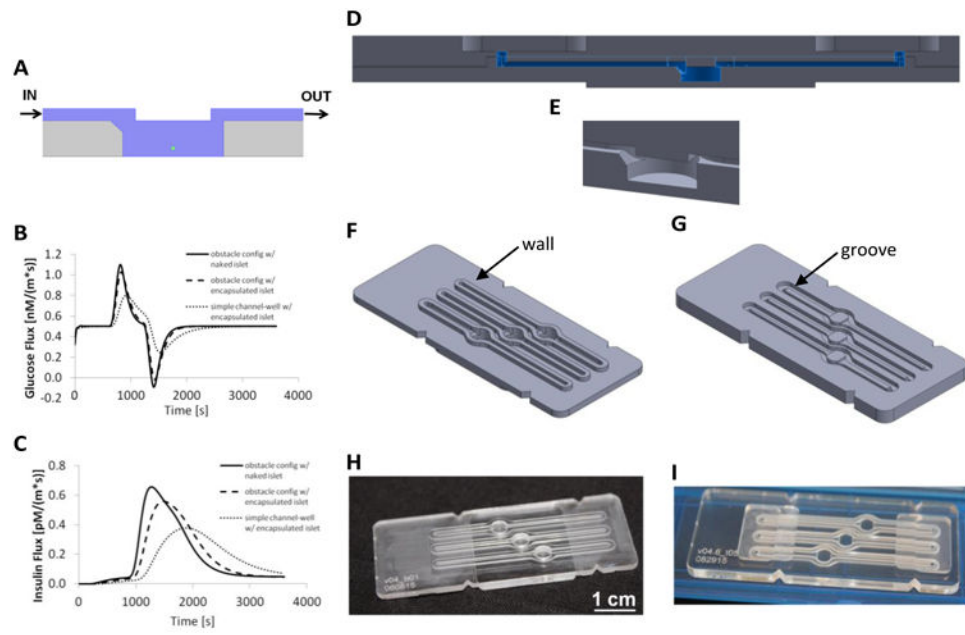 A
IN
OUT
B
Glucose Flux [nM/(m*s)]
1.2
1.0
0.8
0.6
0.4
0.2
0.0
-0.2
0 1000 2000 3000 4000
Time [s]
obstacle config w/
naked islet
obstacle config w/
encapsulated islet
simple channel-well w/
encapsulated islet
C
Insulin Flux [pM/(m*s)]
0.8
0.6
0.4
0.2
0.0
0 1000 2000 3000 4000
Time [s]
obstacle config w/
naked islet
obstacle config w/
encapsulated islet
simple channel-well
w/ encapsulated islet
D
E
F
wall
G
groove
H
1 cm
I
082915